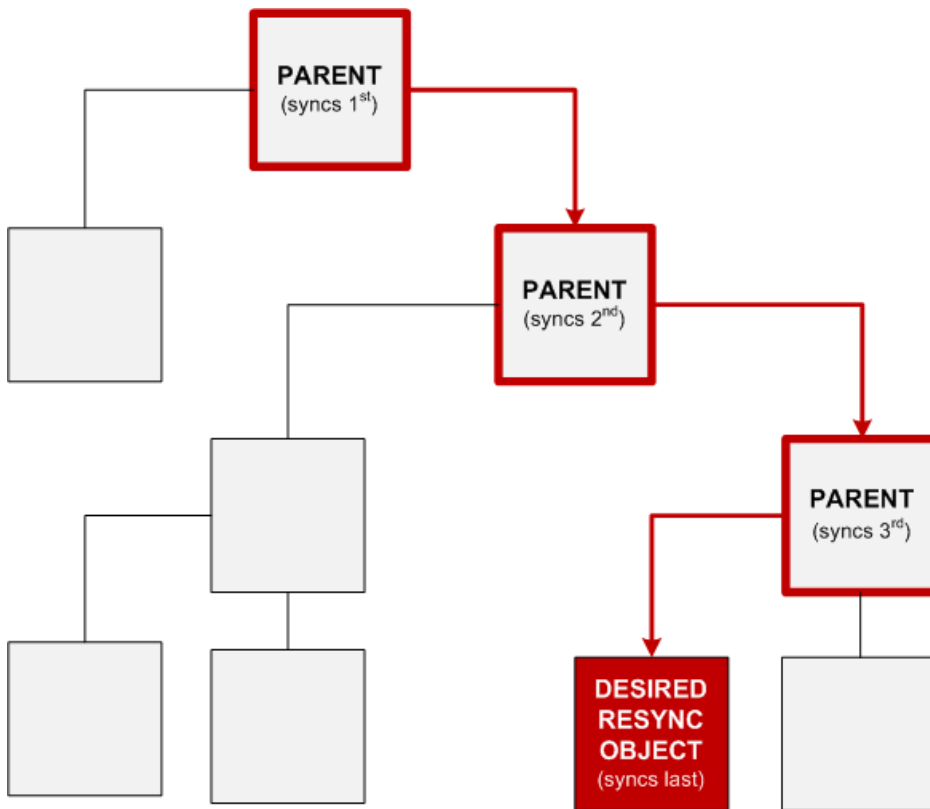 PARENT
(syncs 1st)
PARENT
(syncs 2nd)
PARENT
(syncs 3rd)
DESIRED
RESYNC
OBJECT
(syncs last)